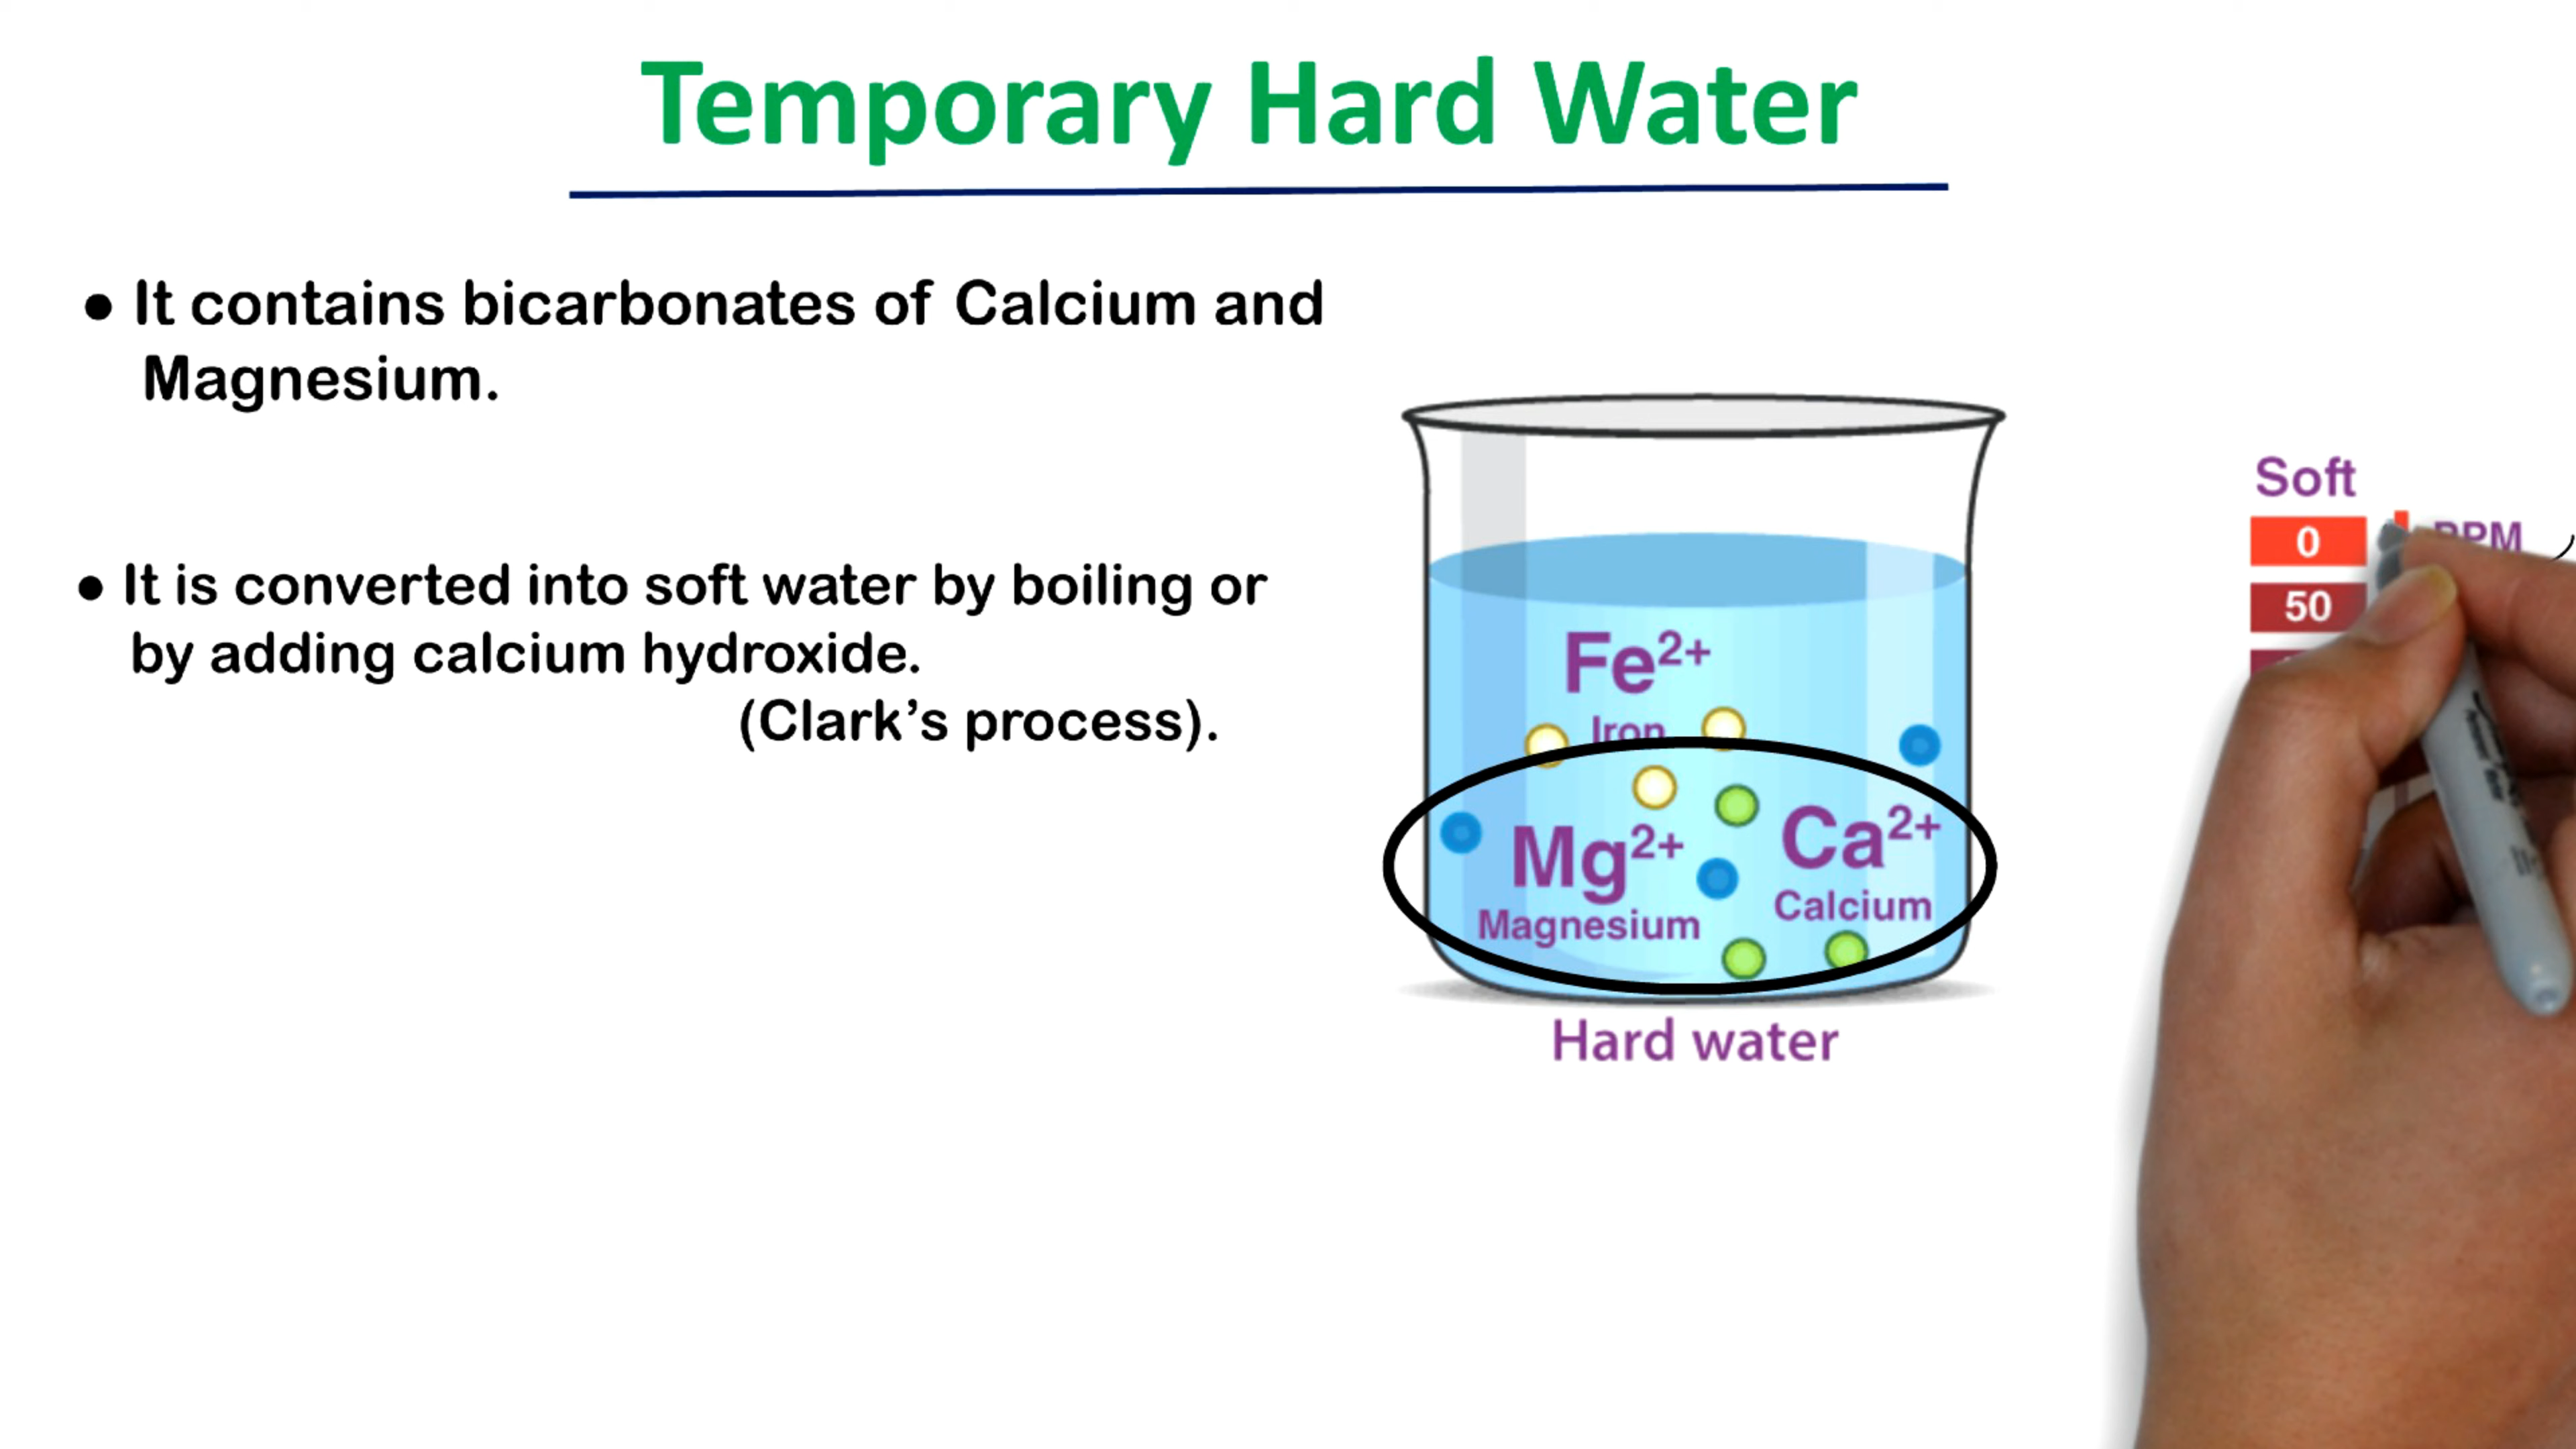 Temporary Hard Water
● It contains bicarbonates of Calcium and
Magnesium.
● It is converted into soft water by boiling or
by adding calcium hydroxide.
(Clark's process).
Fe2+
Iron
Mg2+
Magnesium
Ca2+
Calcium
Hard water
Soft
0
PPM
50